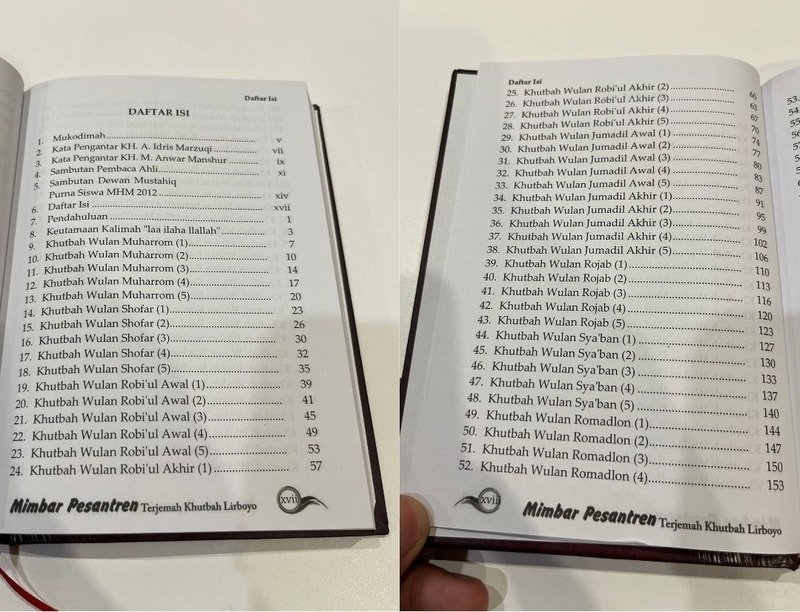 Daftar Isi
DAFTAR ISI
1. Mukodimah.......... v
2. Kata Pengantar KH. A. Idris Marzuqi.......... vii
3. Kata Pengantar KH. M. Anwar Manshur.......... ix
4. Sambutan Pembaca Ahli.......... xi
5. Sambutan Dewan Mustahiq
Purna Siswa MHM 2012.......... xiv
6. Daftar Isi.......... xvii
7. Pendahuluan.......... 1
8. Keutamaan Kalimah "laa ilaha llallah".......... 3
9. Khutbah Wulan Muharrom (1).......... 7
10. Khutbah Wulan Muharrom (2).......... 10
11. Khutbah Wulan Muharrom (3).......... 14
12. Khutbah Wulan Muharrom (4).......... 17
13. Khutbah Wulan Muharrom (5).......... 20
14. Khutbah Wulan Shofar (1).......... 23
15. Khutbah Wulan Shofar (2).......... 26
16. Khutbah Wulan Shofar (3).......... 30
17. Khutbah Wulan Shofar (4).......... 32
18. Khutbah Wulan Shofar (5).......... 35
19. Khutbah Wulan Robi'ul Awal (1).......... 39
20. Khutbah Wulan Robi'ul Awal (2).......... 41
21. Khutbah Wulan Robi'ul Awal (3).......... 45
22. Khutbah Wulan Robi'ul Awal (4).......... 49
23. Khutbah Wulan Robi'ul Awal (5).......... 53
24. Khutbah Wulan Robi'ul Akhir (1).......... 57
Mimbar Pesantren Terjemah Khutbah Lirboyo xvii
Daftar Isi
25. Khutbah Wulan Robi'ul Akhir (2).......... 60
26. Khutbah Wulan Robi'ul Akhir (3).......... 63
27. Khutbah Wulan Robi'ul Akhir (4).......... 67
28. Khutbah Wulan Robi'ul Akhir (5).......... 70
29. Khutbah Wulan Jumadil Awal (1).......... 74
30. Khutbah Wulan Jumadil Awal (2).......... 77
31. Khutbah Wulan Jumadil Awal (3).......... 80
32. Khutbah Wulan Jumadil Awal (4).......... 83
33. Khutbah Wulan Jumadil Awal (5).......... 87
34. Khutbah Wulan Jumadil Akhir (1).......... 91
35. Khutbah Wulan Jumadil Akhir (2).......... 95
36. Khutbah Wulan Jumadil Akhir (3).......... 99
37. Khutbah Wulan Jumadil Akhir (4).......... 102
38. Khutbah Wulan Jumadil Akhir (5).......... 106
39. Khutbah Wulan Rojab (1).......... 110
40. Khutbah Wulan Rojab (2).......... 113
41. Khutbah Wulan Rojab (3).......... 116
42. Khutbah Wulan Rojab (4).......... 120
43. Khutbah Wulan Rojab (5).......... 123
44. Khutbah Wulan Sya'ban (1).......... 127
45. Khutbah Wulan Sya'ban (2).......... 130
46. Khutbah Wulan Sya'ban (3).......... 133
47. Khutbah Wulan Sya'ban (4).......... 137
48. Khutbah Wulan Sya'ban (5).......... 140
49. Khutbah Wulan Romadlon (1).......... 144
50. Khutbah Wulan Romadlon (2).......... 147
51. Khutbah Wulan Romadlon (3).......... 150
52. Khutbah Wulan Romadlon (4).......... 153
xviii Mimbar Pesantren Terjemah Khutbah Lirboyo
53
54
55